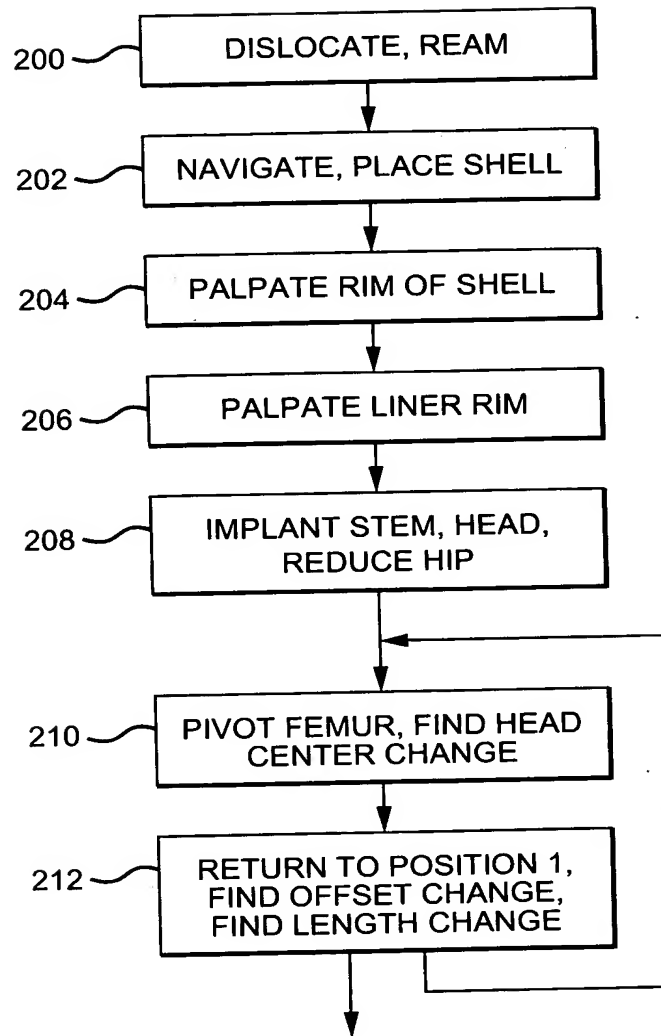 200
DISLOCATE, REAM
202
NAVIGATE, PLACE SHELL
204
PALPATE RIM OF SHELL
206
PALPATE LINER RIM
208
IMPLANT STEM, HEAD,
REDUCE HIP
210
PIVOT FEMUR, FIND HEAD
CENTER CHANGE
212
RETURN TO POSITION 1,
FIND OFFSET CHANGE,
FIND LENGTH CHANGE